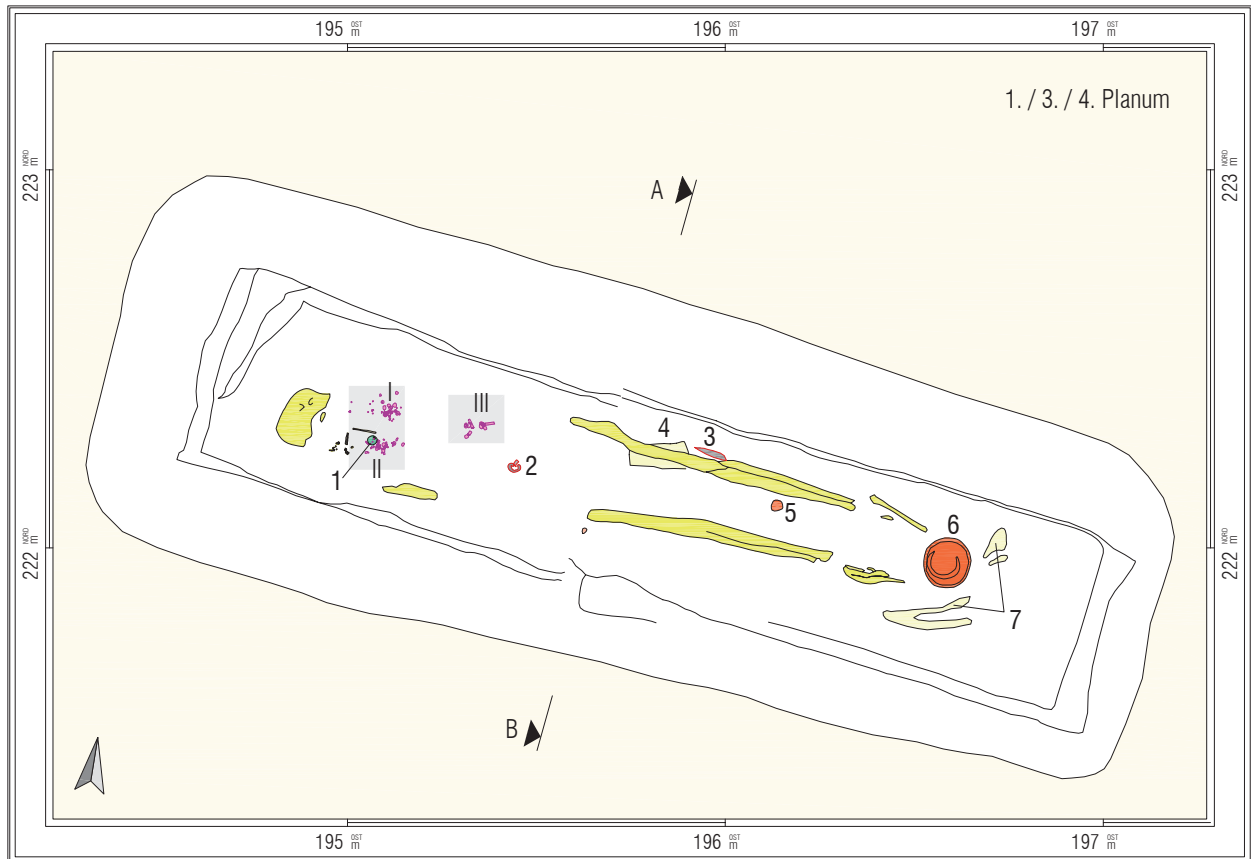 195 OST m
196 OST m
197 OST m
1. / 3. / 4. Planum
223 NORD m
223 NORD m
A
I
III
4
3
1
II
2
5
6
222 NORD m
222 NORD m
7
B
195 OST m
196 OST m
197 OST m